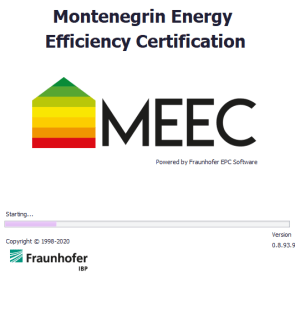 Montenegrin Energy
Efficiency Certification
MEEC
Powered by Fraunhofer EPC Software
Starting...
Version
Copyright © 1998-2020
0.8.93.9
Fraunhofer
IBP